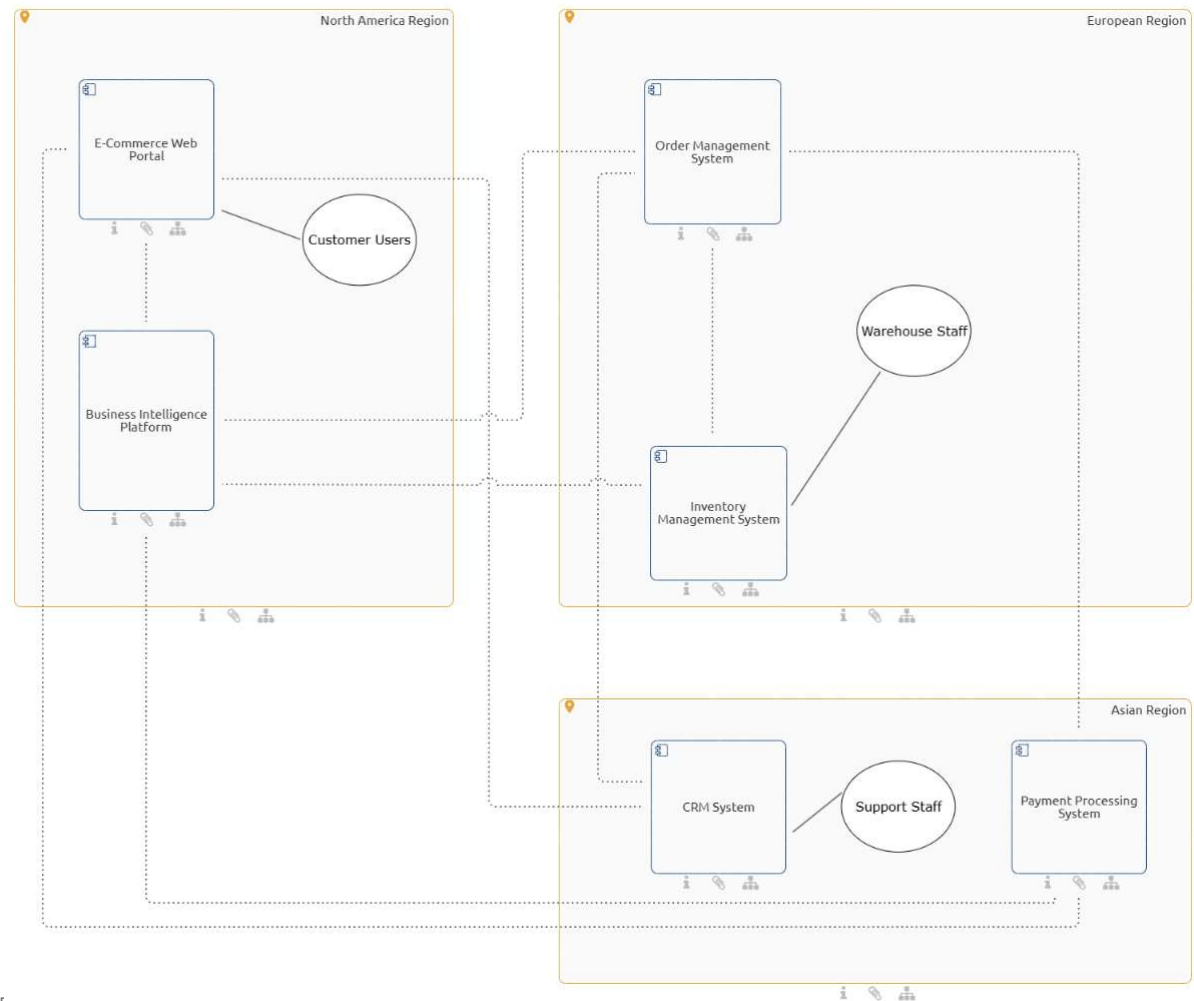 North America Region
E-Commerce Web
Portal
Customer Users
Business Intelligence
Platform
European Region
Order Management
System
Warehouse Staff
Inventory
Management System
Asian Region
CRM System
Support Staff
Payment Processing
System